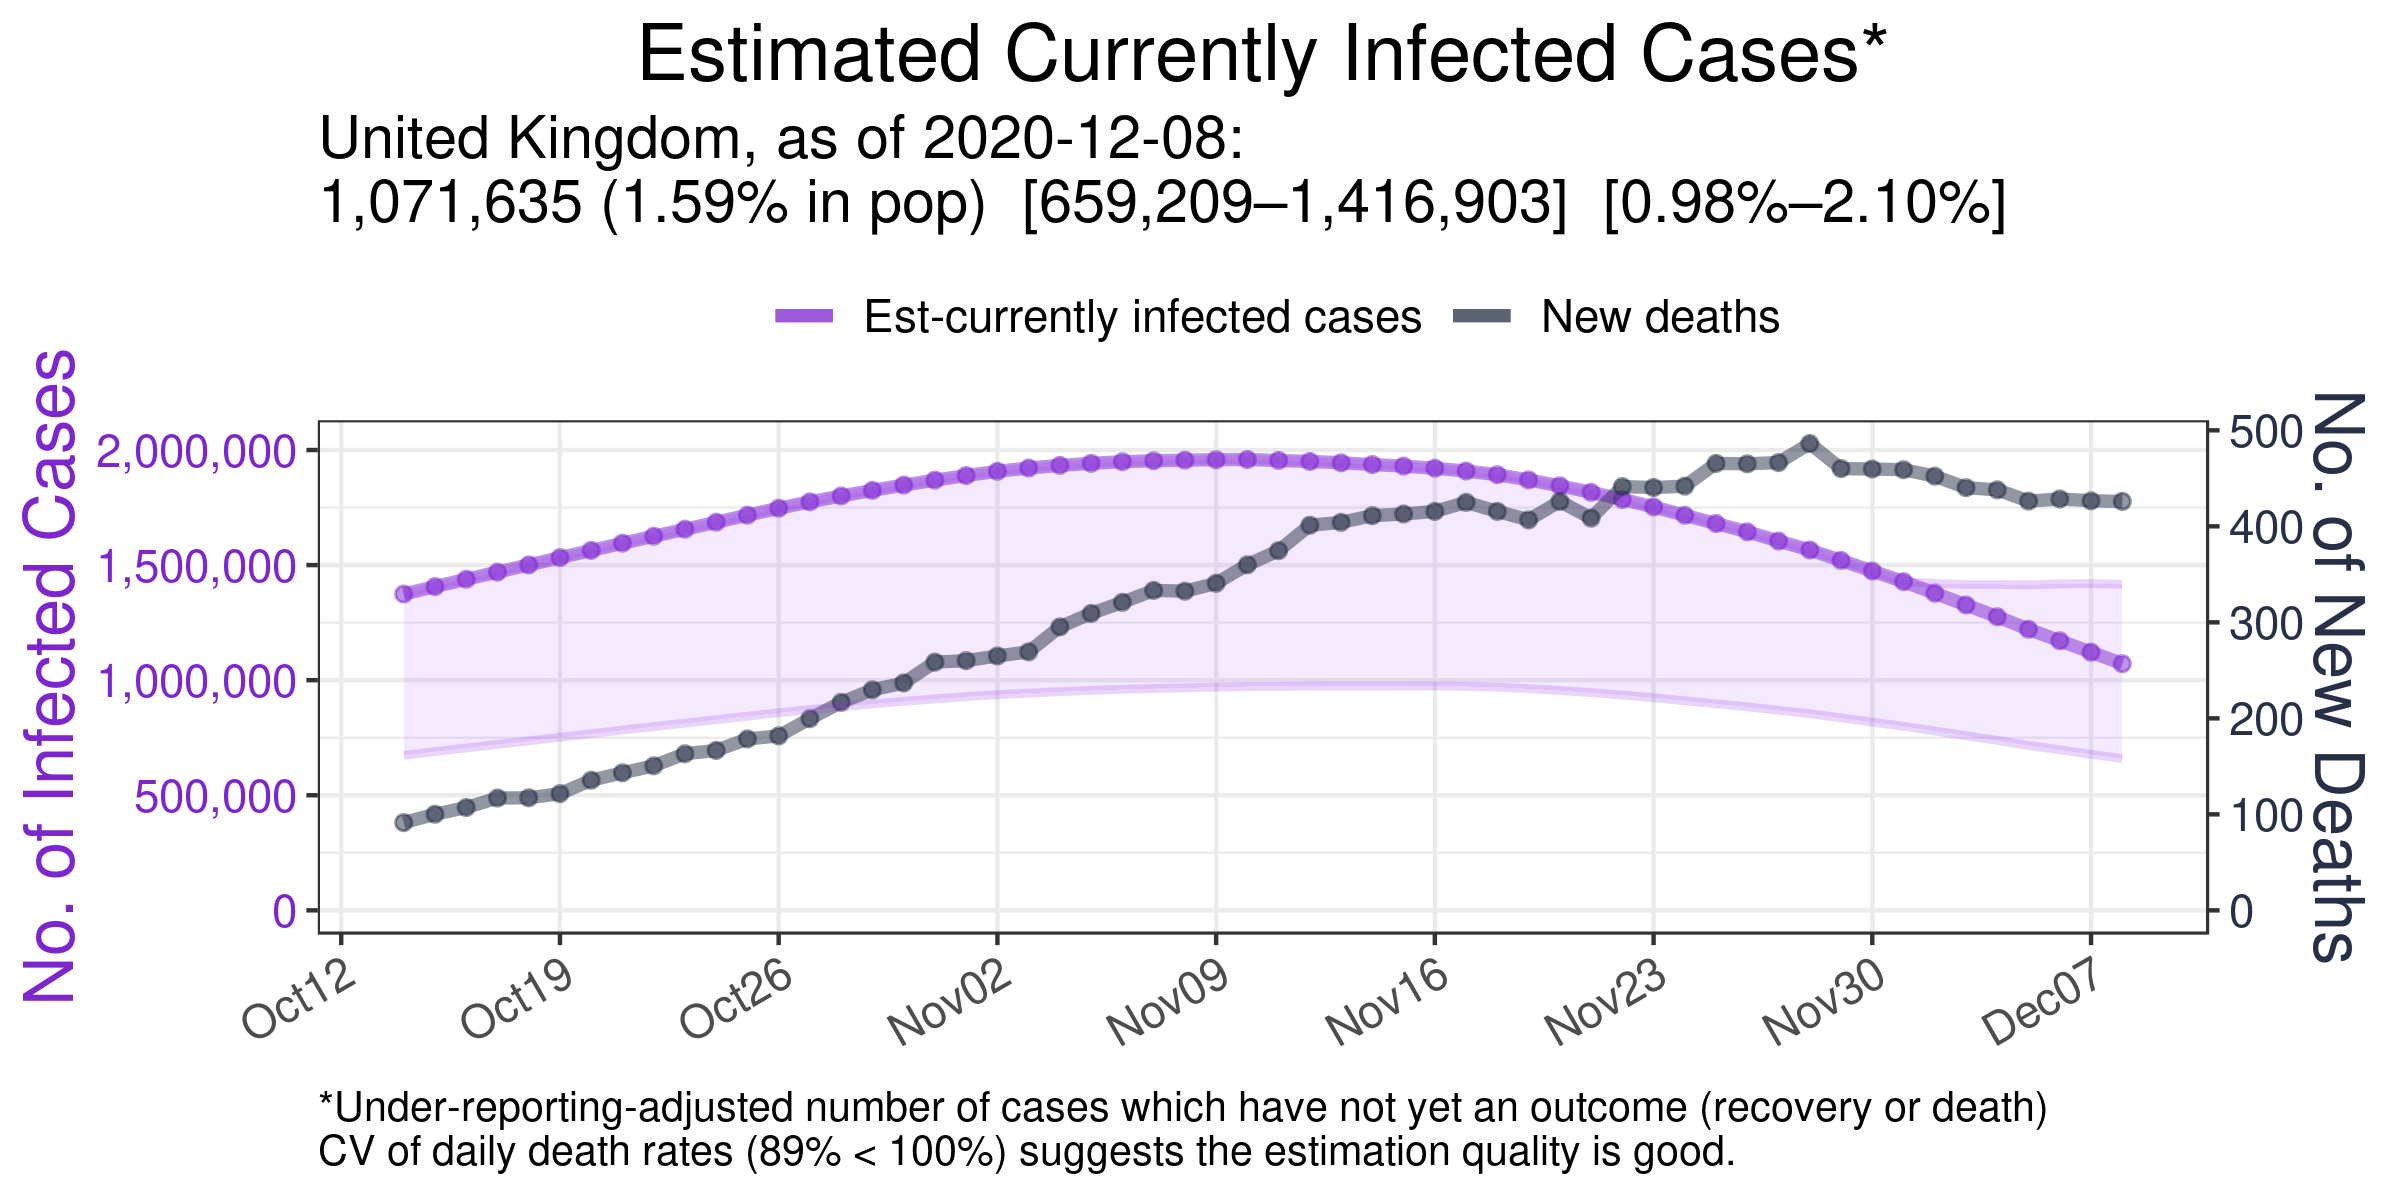 Estimated Currently Infected Cases*
United Kingdom, as of 2020-12-08:
1,071,635 (1.59% in pop) [659,209–1,416,903] [0.98%–2.10%]
Est-currently infected cases
New deaths
No. of Infected Cases
2,000,000
1,500,000
1,000,000
500,000
0
500
400
300
200
100
0
No. of New Deaths
Oct12
Oct19
Oct26
Nov02
Nov09
Nov16
Nov23
Nov30
Dec07
*Under-reporting-adjusted number of cases which have not yet an outcome (recovery or death)
CV of daily death rates (89% < 100%) suggests the estimation quality is good.